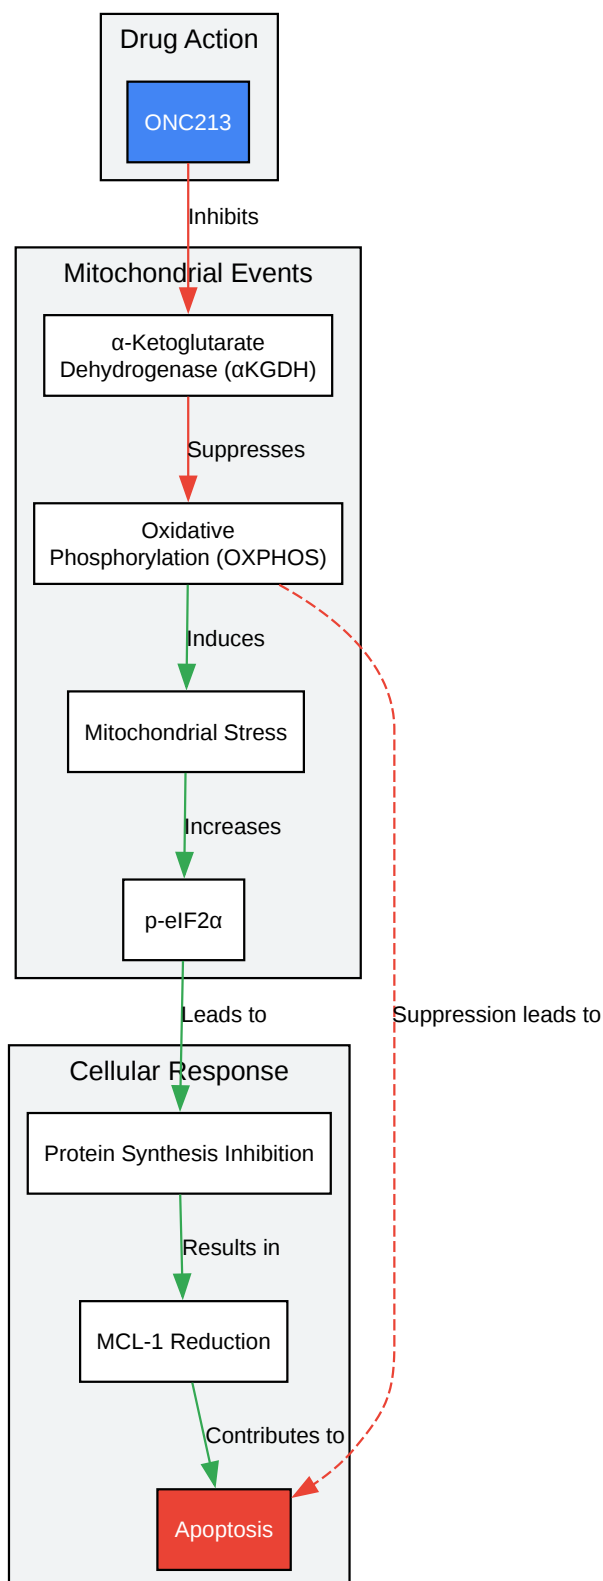 Drug Action
ONC213
Inhibits
Mitochondrial Events
α-Ketoglutarate
Dehydrogenase (αKGDH)
Suppresses
Oxidative
Phosphorylation (OXPHOS)
Induces
Mitochondrial Stress
Increases
p-eIF2α
Leads to
Suppression leads to
Cellular Response
Protein Synthesis Inhibition
Results in
MCL-1 Reduction
Contributes to
Apoptosis